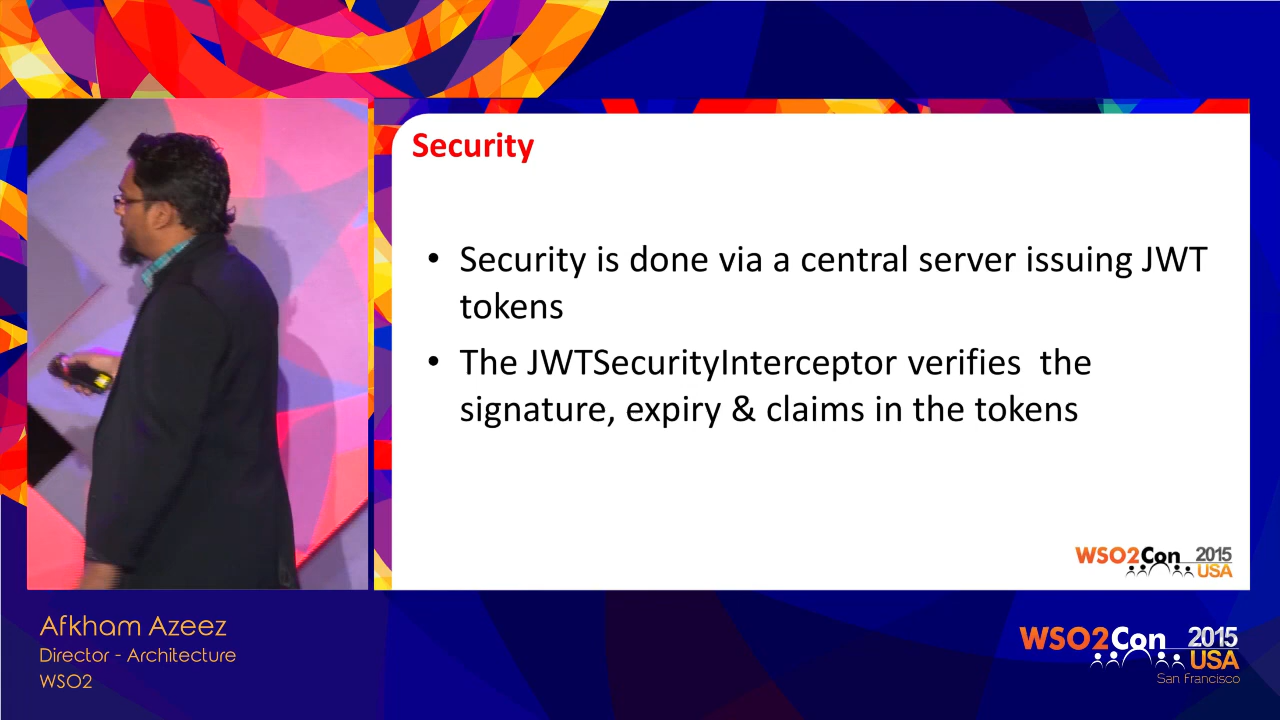 Security
• Security is done via a central server issuing JWT
tokens
• The JWTSecurityInterceptor verifies  the
signature, expiry & claims in the tokens
WSO2Con 2015
USA
Afkham Azeez
Director - Architecture
WSO2
WSO2Con 2015
USA
San Francisco